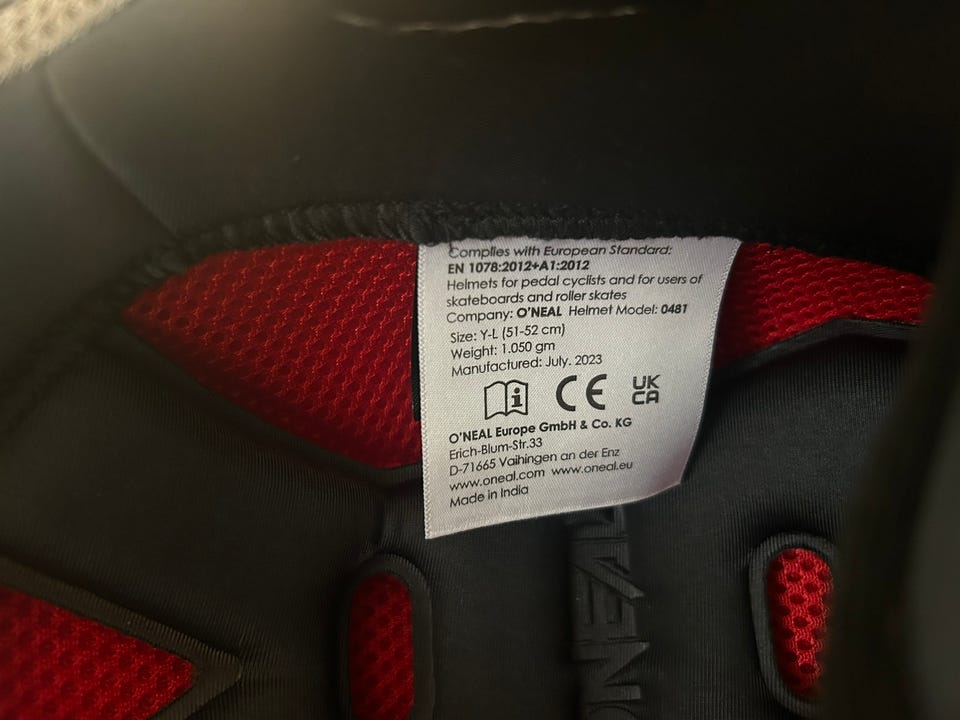 Complies with European Standard:
EN 1078:2012+A1:2012
Helmets for pedal cyclists and for users of
skateboards and roller skates
Company: O'NEAL Helmet Model: 0481
Size: Y-L (51-52 cm)
Weight: 1.050 gm
Manufactured: July. 2023
i CE UK
CA
O'NEAL Europe GmbH & Co. KG
Erich-Blum-Str.33
D-71665 Vaihingen an der Enz
www.oneal.com www.oneal.eu
Made in India